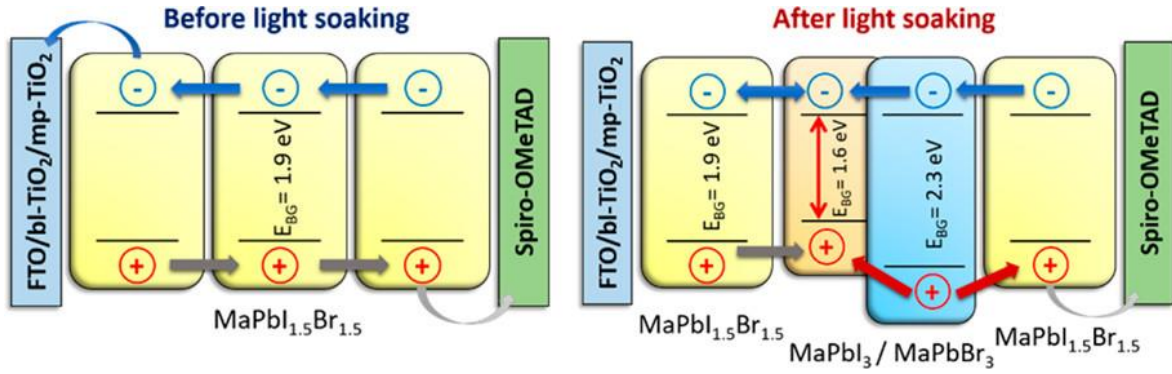 Before light soaking
FTO/bl-TiO2/mp-TiO2
-
-
-
EBG= 1.9 eV
+
+
+
Spiro-OMeTAD
MaPbI1.5Br1.5
After light soaking
FTO/bl-TiO2/mp-TiO2
-
-
-
-
EBG= 1.9 eV
EBG= 1.6 eV
EBG= 2.3 eV
+
+
+
+
Spiro-OMeTAD
MaPbI1.5Br1.5
MaPbI3 / MaPbBr3
MaPbI1.5Br1.5